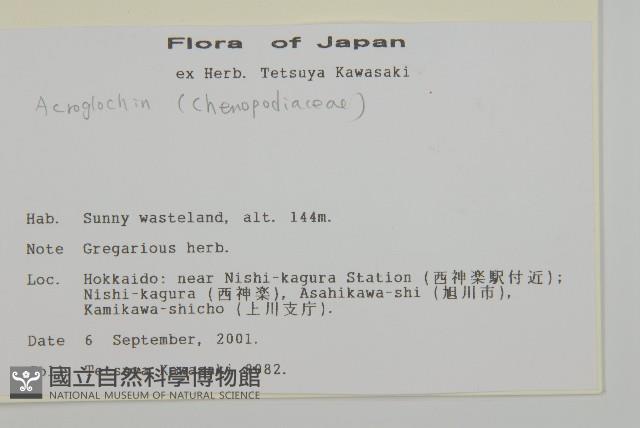 Flora of Japan
ex Herb. Tetsuya Kawasaki
Acroglochin (Chenopodiaceae)
Hab. Sunny wasteland, alt. 144m.
Note Gregarious herb.
Loc. Hokkaido: near Nishi-kagura Station (西神楽駅付近);
Nishi-kagura (西神楽), Asahikawa-shi (旭川市),
Kamikawa-shicho (上川支庁).
Date 6 September, 2001.
Tetsuya Kawasaki
國立自然科學博物館
NATIONAL MUSEUM OF NATURAL SCIENCE